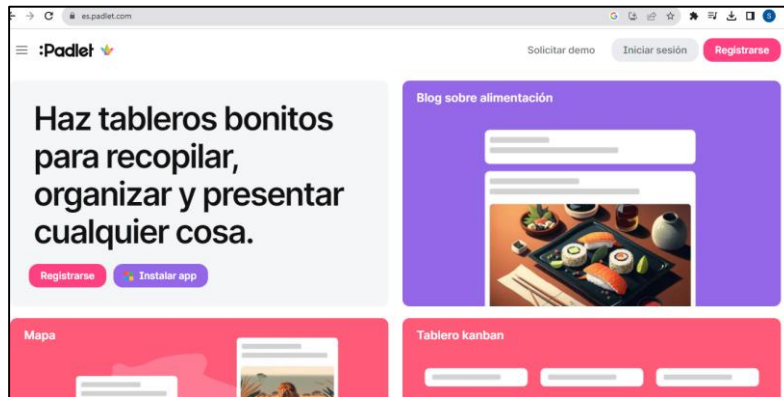 es.padlet.com
:Padlet
Solicitar demo
Iniciar sesión
Registrarse
Haz tableros bonitos
para recopilar,
organizar y presentar
cualquier cosa.
Registrarse
Instalar app
Blog sobre alimentación
Mapa
Tablero kanban